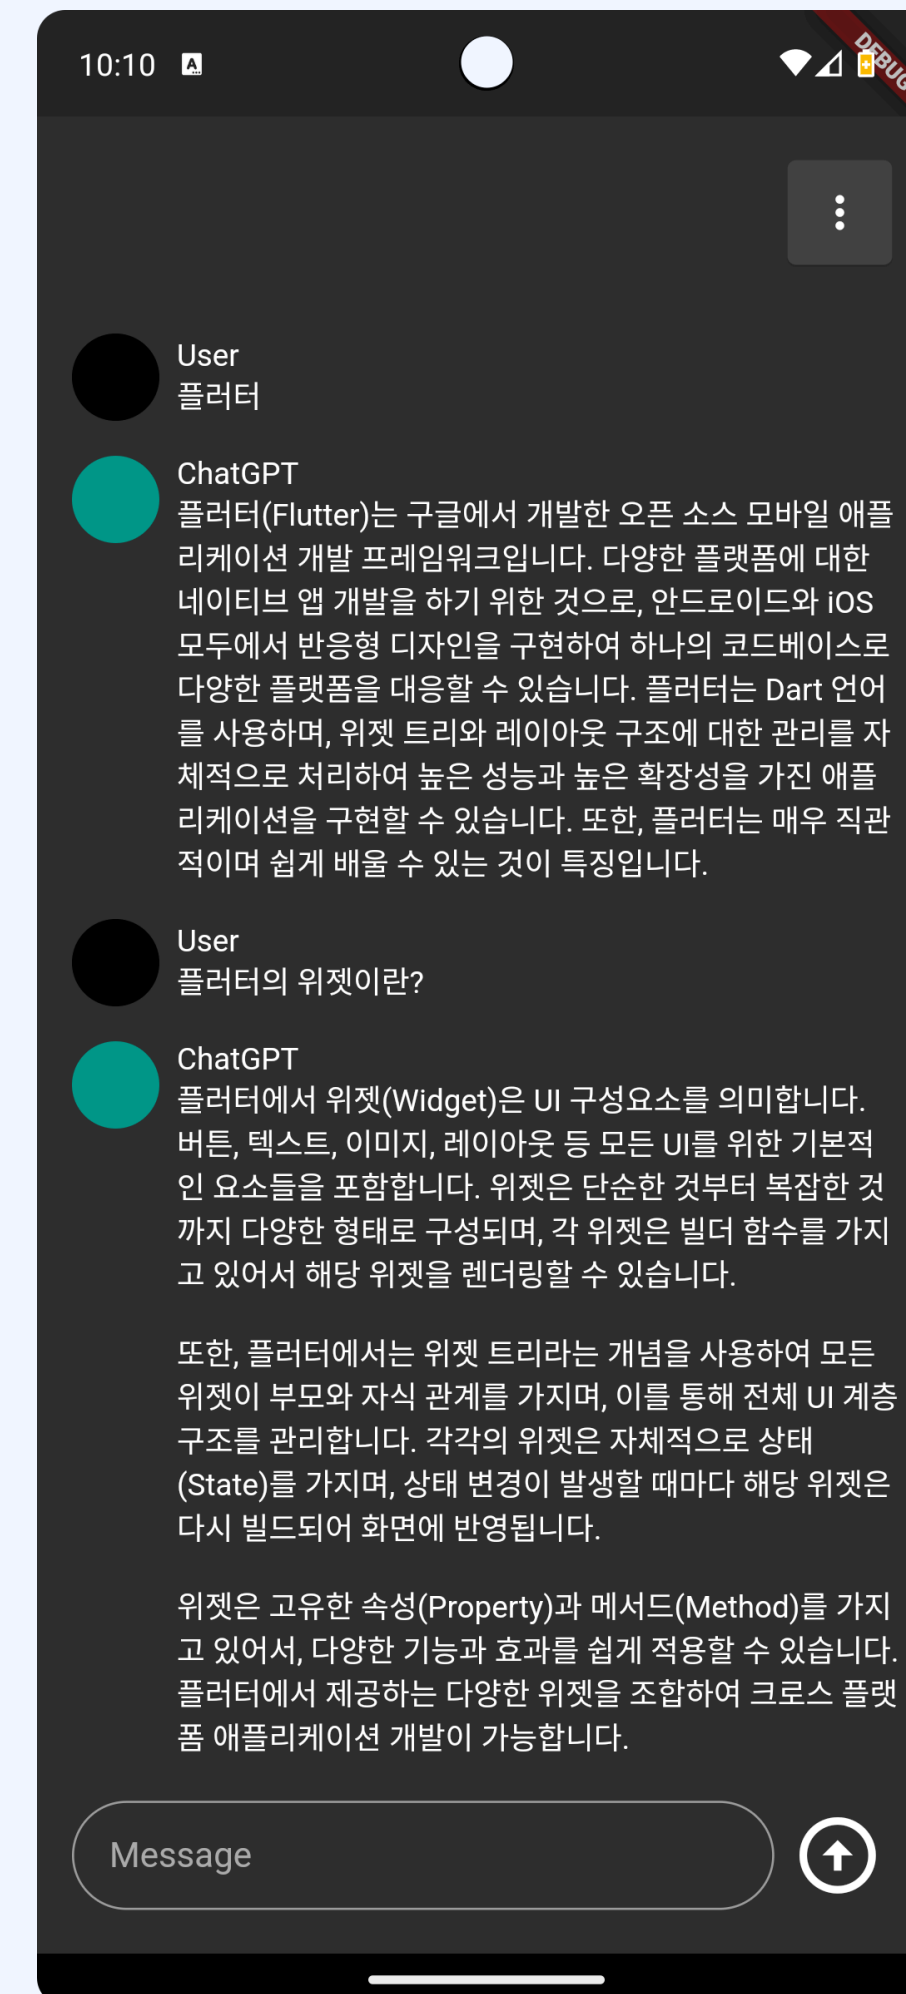 10:10
A
DEBUG
User
플러터
ChatGPT
플러터(Flutter)는 구글에서 개발한 오픈 소스 모바일 애플
리케이션 개발 프레임워크입니다. 다양한 플랫폼에 대한
네이티브 앱 개발을 하기 위한 것으로, 안드로이드와 iOS
모두에서 반응형 디자인을 구현하여 하나의 코드베이스로
다양한 플랫폼을 대응할 수 있습니다. 플러터는 Dart 언어
를 사용하며, 위젯 트리와 레이아웃 구조에 대한 관리를 자
체적으로 처리하여 높은 성능과 높은 확장성을 가진 애플
리케이션을 구현할 수 있습니다. 또한, 플러터는 매우 직관
적이며 쉽게 배울 수 있는 것이 특징입니다.
User
플러터의 위젯이란?
ChatGPT
플러터에서 위젯(Widget)은 UI 구성요소를 의미합니다.
버튼, 텍스트, 이미지, 레이아웃 등 모든 UI를 위한 기본적
인 요소들을 포함합니다. 위젯은 단순한 것부터 복잡한 것
까지 다양한 형태로 구성되며, 각 위젯은 빌더 함수를 가지
고 있어서 해당 위젯을 렌더링할 수 있습니다.
또한, 플러터에서는 위젯 트리라는 개념을 사용하여 모든
위젯이 부모와 자식 관계를 가지며, 이를 통해 전체 UI 계층
구조를 관리합니다. 각각의 위젯은 자체적으로 상태
(State)를 가지며, 상태 변경이 발생할 때마다 해당 위젯은
다시 빌드되어 화면에 반영됩니다.
위젯은 고유한 속성(Property)과 메서드(Method)를 가지
고 있어서, 다양한 기능과 효과를 쉽게 적용할 수 있습니다.
플러터에서 제공하는 다양한 위젯을 조합하여 크로스 플랫
폼 애플리케이션 개발이 가능합니다.
Message